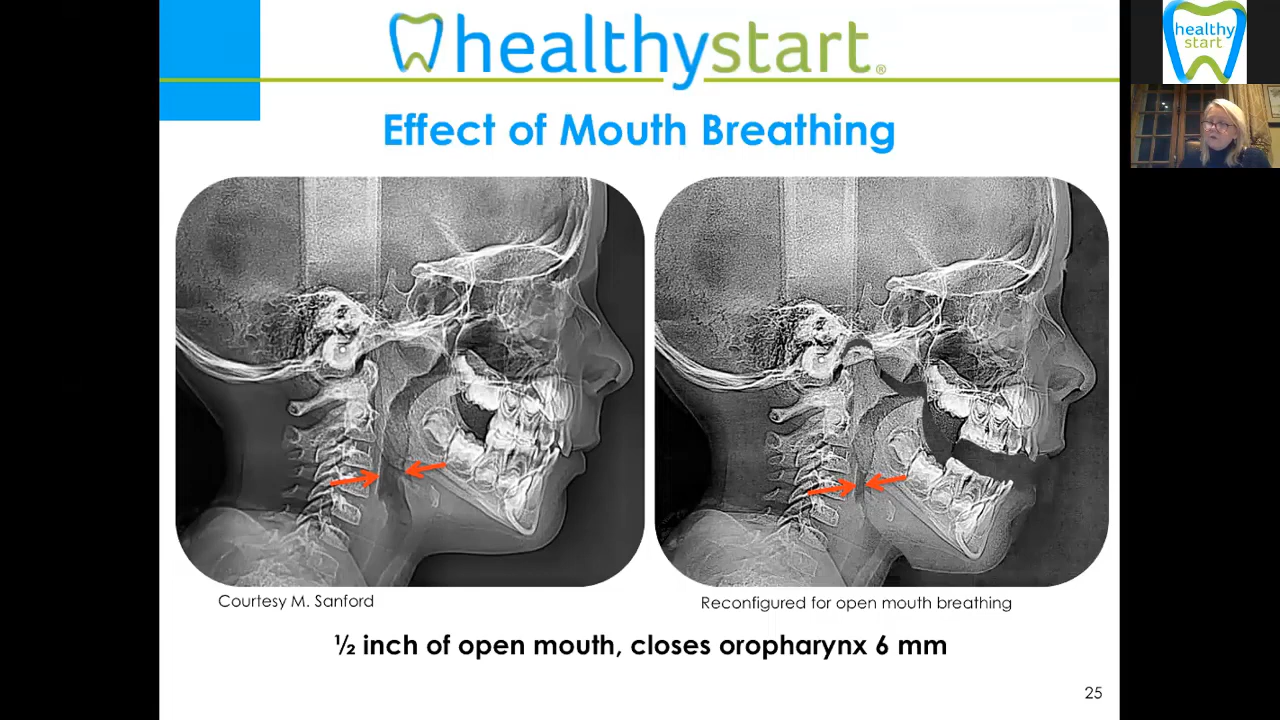 healthystart®
healthy
start
Effect of Mouth Breathing
Courtesy M. Sanford
Reconfigured for open mouth breathing
½ inch of open mouth, closes oropharynx 6 mm
25